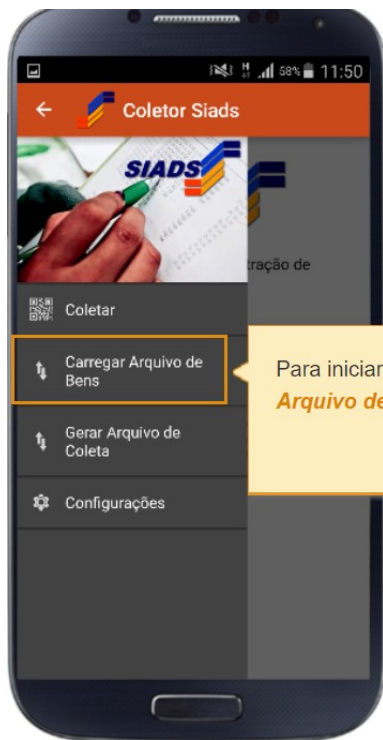 58% 11:50
Coletor Siads
SIADS
tração de
Coletar
Carregar Arquivo de
Bens
Para iniciar
Arquivo de
Gerar Arquivo de
Coleta
Configurações